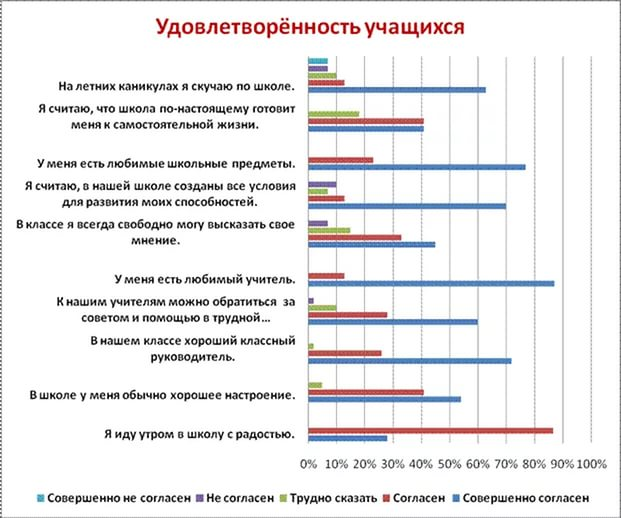 Удовлетворённость учащихся
На летних каникулах я скучаю по школе.
Я считаю, что школа по-настоящему готовит
меня к самостоятельной жизни.
У меня есть любимые школьные предметы.
Я считаю, в нашей школе созданы все условия
для развития моих способностей.
В классе я всегда свободно могу высказать свое
мнение.
У меня есть любимый учитель.
К нашим учителям можно обратиться за
советом и помощью в трудной...
В нашем классе хороший классный
руководитель.
В школе у меня обычно хорошее настроение.
Я иду утром в школу с радостью.
0% 10% 20% 30% 40% 50% 60% 70% 80% 90% 100%
Совершенно не согласен Не согласен Трудно сказать Согласен Совершенно согласен